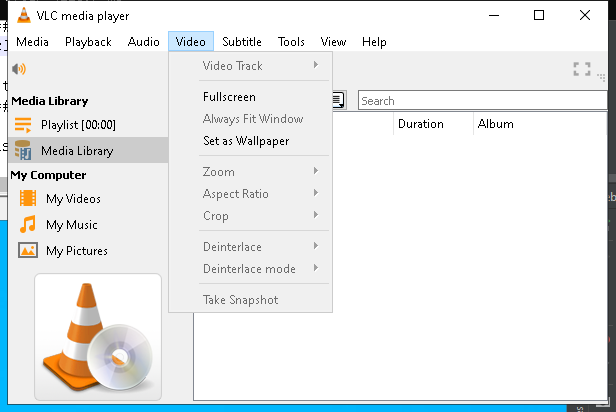 VLC media player
Media Playback Audio Video Subtitle Tools View Help
Video Track
Fullscreen
Always Fit Window
Set as Wallpaper
Zoom
Aspect Ratio
Crop
Deinterlace
Deinterlace mode
Take Snapshot
Media Library
Playlist [00:00]
Media Library
My Computer
My Videos
My Music
My Pictures
Search
Duration Album